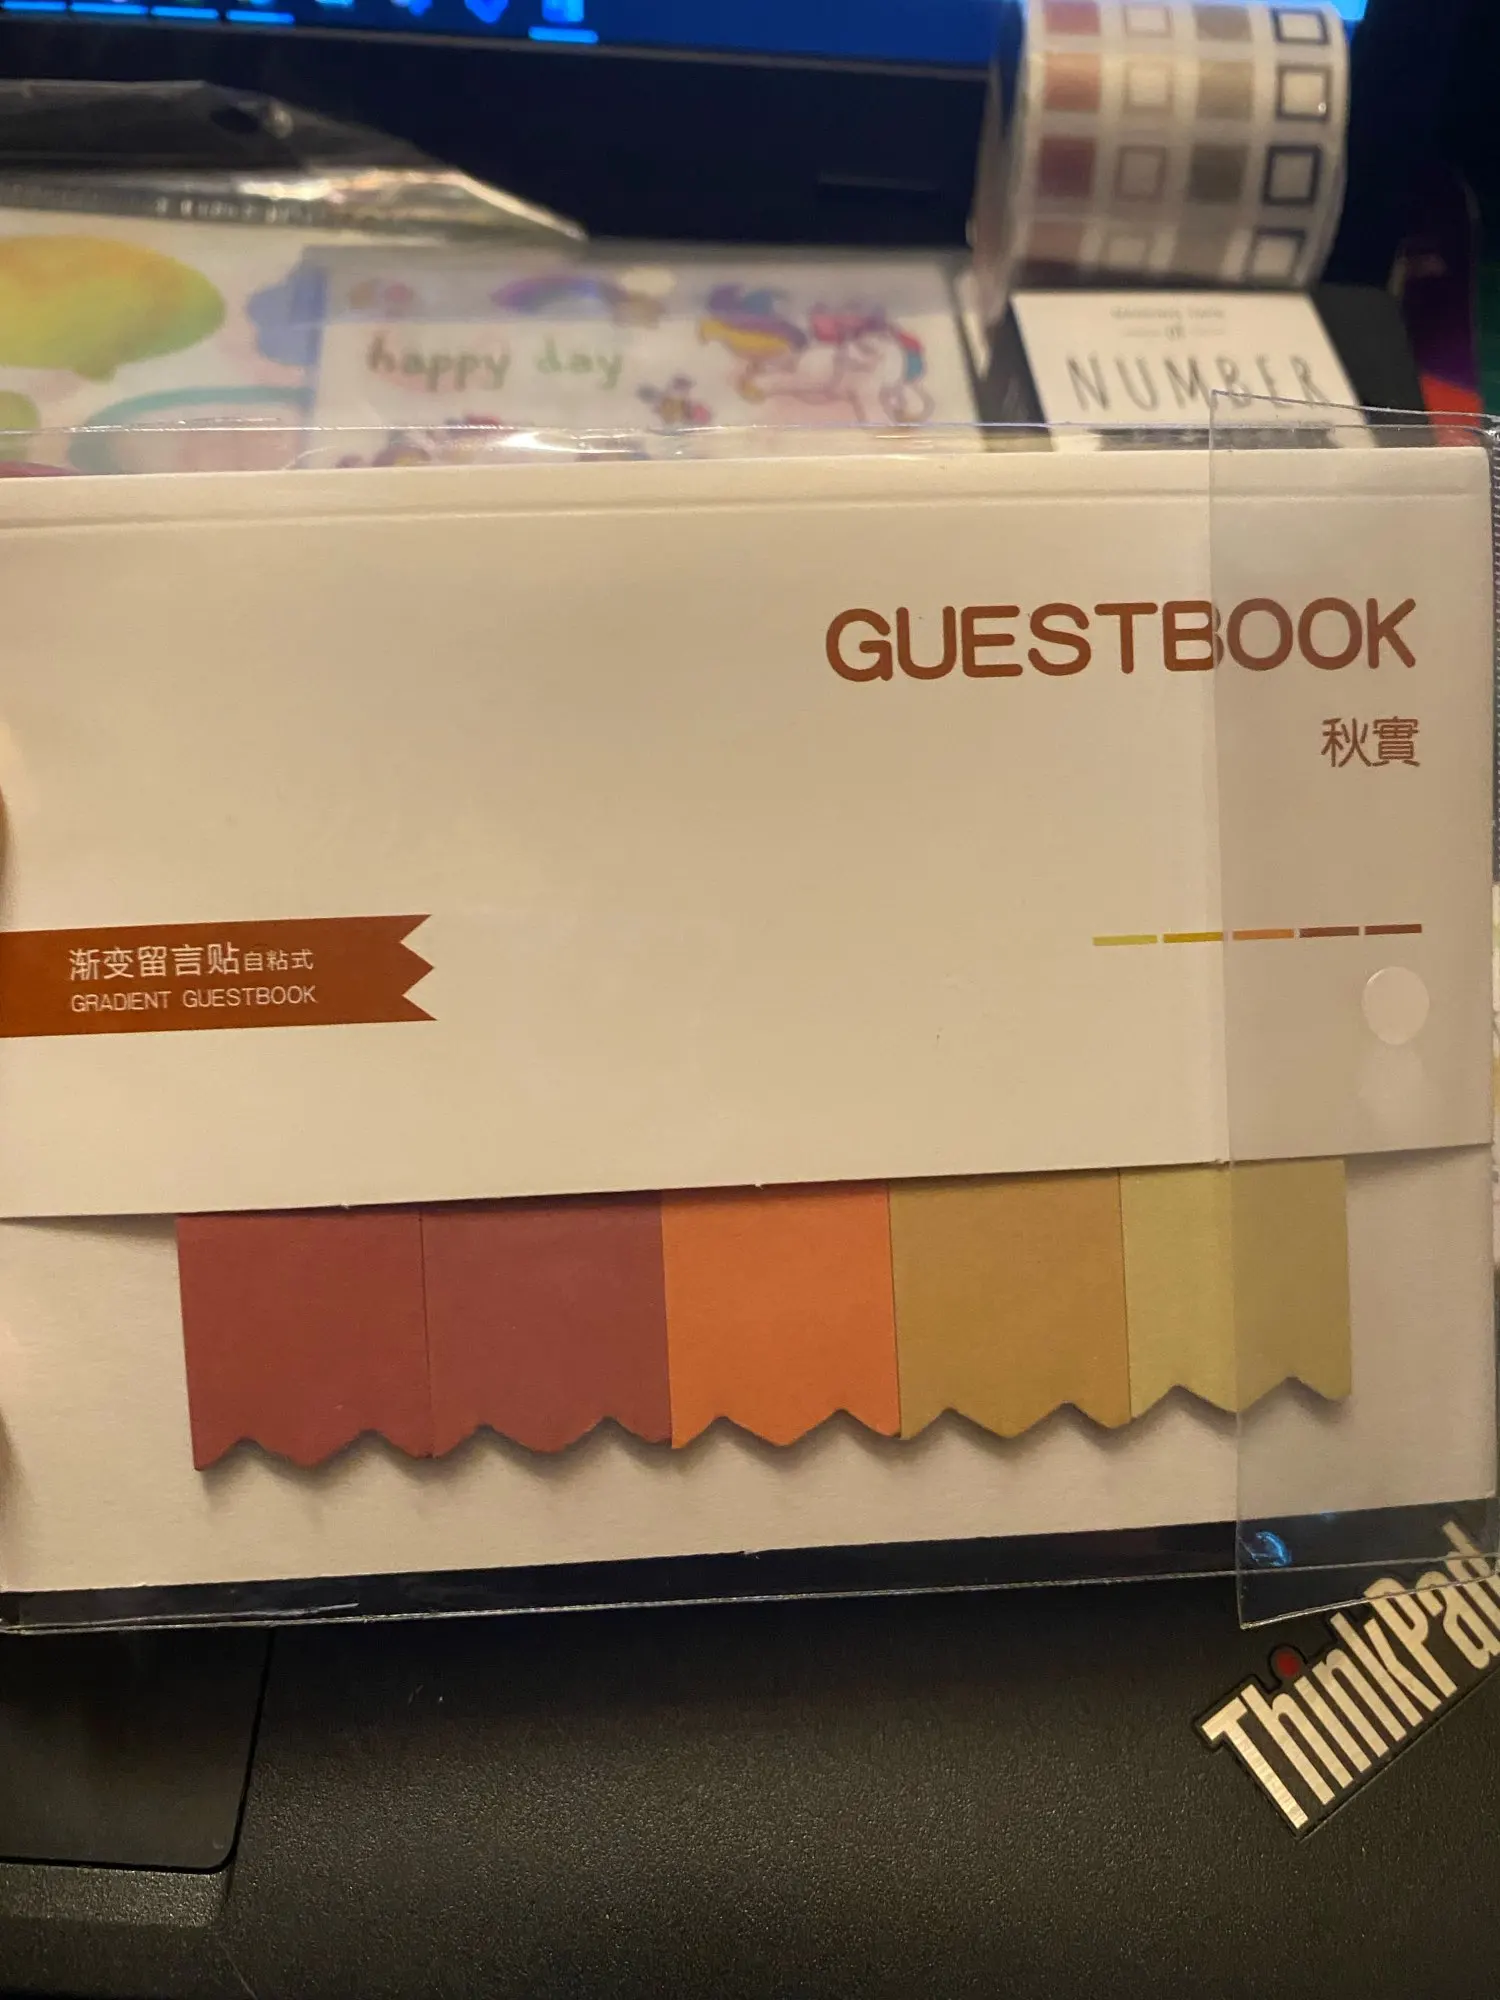 happy day
NUMBER
GUESTBOOK
秋實
渐变留言贴自粘式
GRADIENT GUESTBOOK
ThinkPad